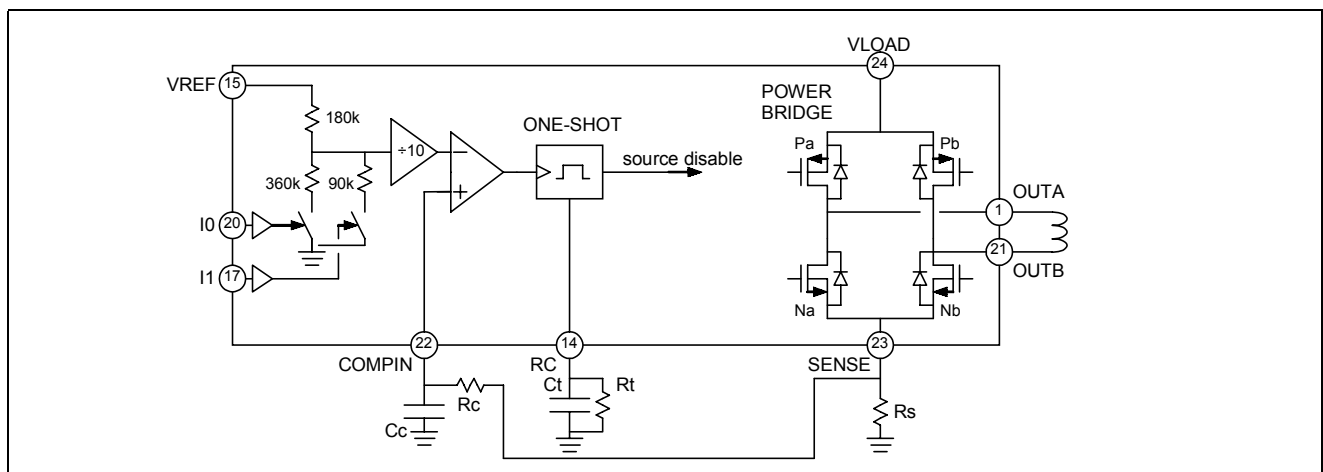 VLOAD
24
VREF
15
POWER
BRIDGE
180k
ONE-SHOT
Pa
Pb
÷10
−
source disable
360k
90k
+
OUTA
I0
20
1
21
I1
17
OUTB
Na
Nb
22
14
23
COMPIN
RC
SENSE
Ct
Rt
Rc
Rs
Cc